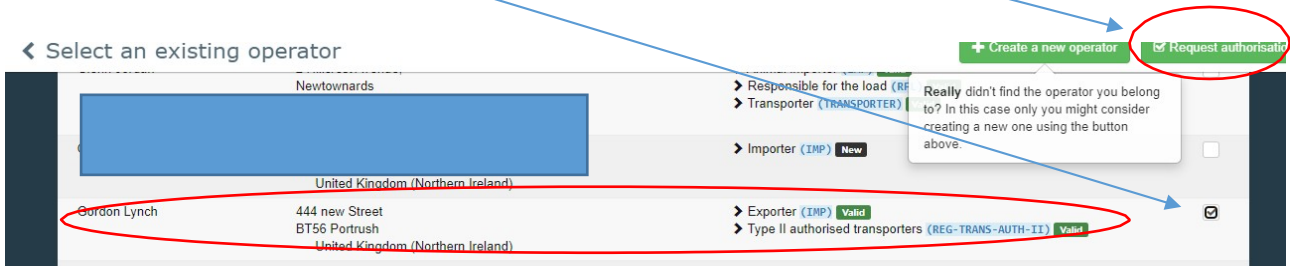 Select an existing operator
Create a new operator
Request authorisatio
Newtownards
Responsible for the load
Transporter (TRANSPORTER)
Really didn't find the operator you belong
to? In this case only you might consider
creating a new one using the button
above.
Importer (IMP) New
United Kingdom (Northern Ireland)
Gordon Lynch
444 new Street
BT56 Portrush
United Kingdom (Northern Ireland)
Exporter (IMP) Valid
Type II authorised transporters (REG-TRANS-AUTH-II) Valid